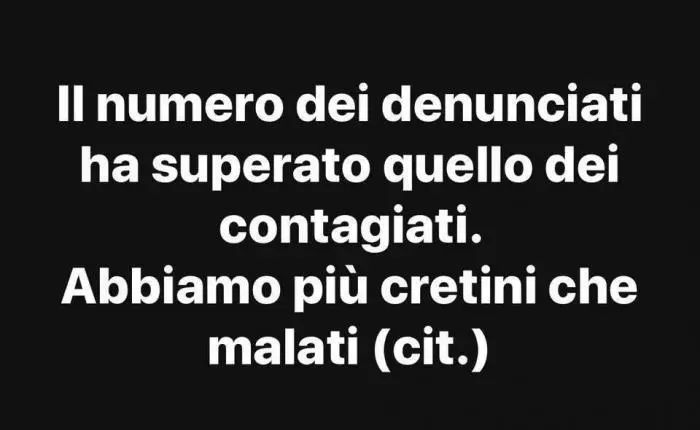 Il numero dei denunciati
ha superato quello dei
contagiati.
Abbiamo più cretini che
malati (cit.)